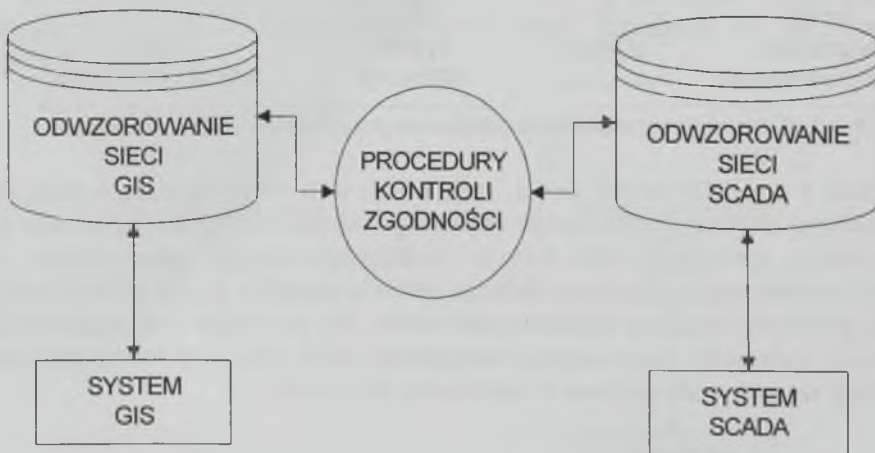 ODWZOROWANIE
SIECI
GIS
PROCEDURY
KONTROLI
ZGODNOŚCI
ODWZOROWANIE
SIECI
SCADA
SYSTEM
GIS
SYSTEM
SCADA